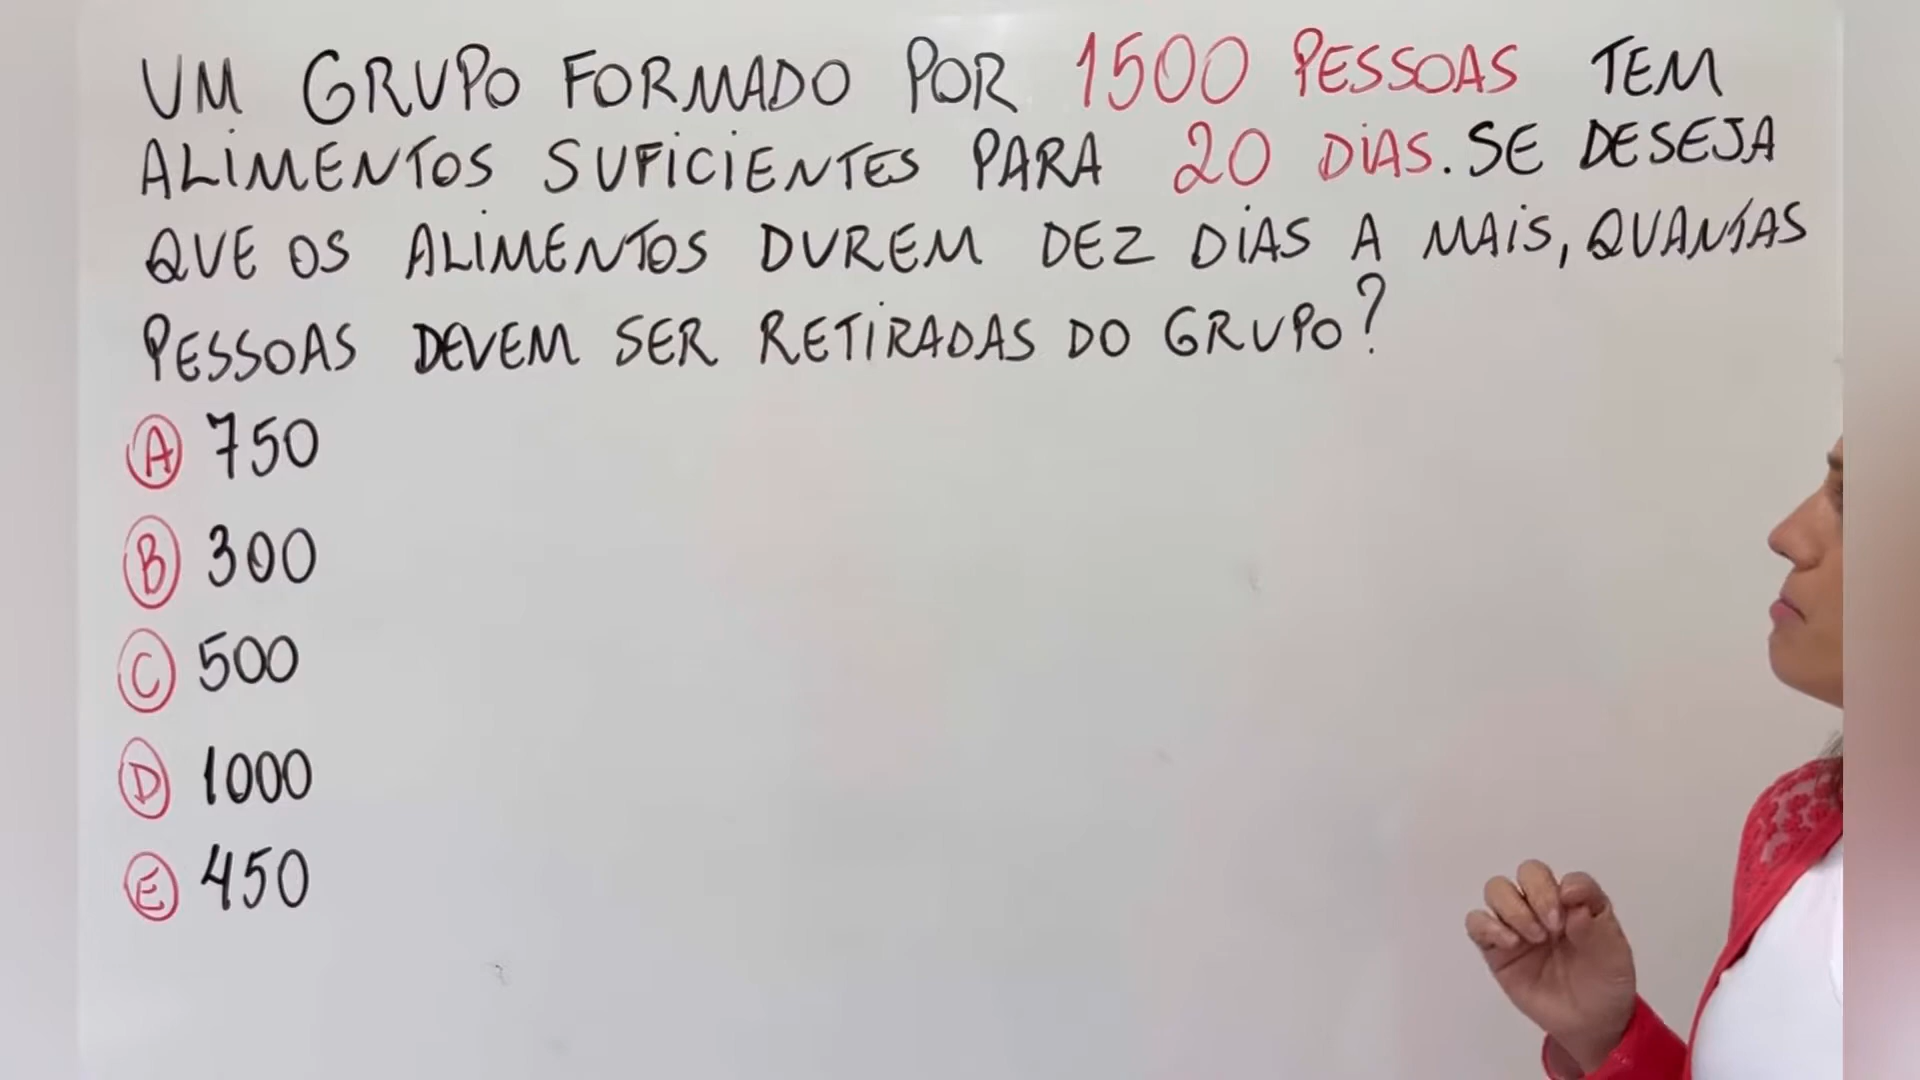 UM GRUPO FORMADO POR 1500 PESSOAS TEM
ALIMENTOS SUFICIENTES PARA 20 DIAS. SE DESEJA
QUE OS ALIMENTOS DUREM DEZ DIAS A MAIS, QUANTAS
PESSOAS DEVEM SER RETIRADAS DO GRUPO?
A 750
B 300
C 500
D 1000
E 450